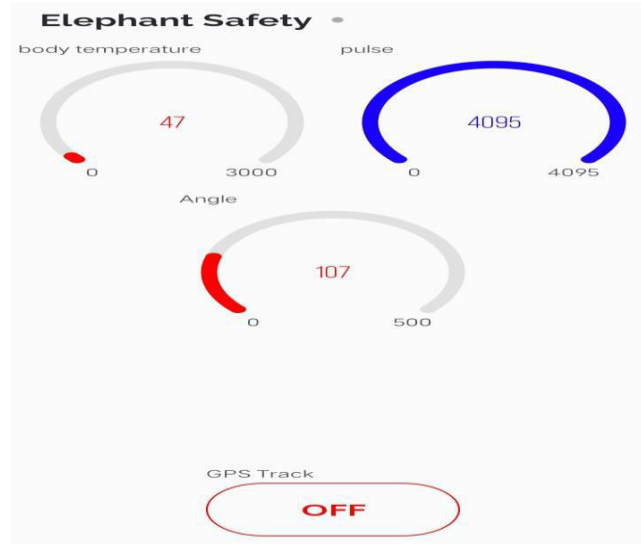 Elephant Safety
body temperature
pulse
47
4095
0
3000
0
4095
Angle
107
0
500
GPS Track
OFF